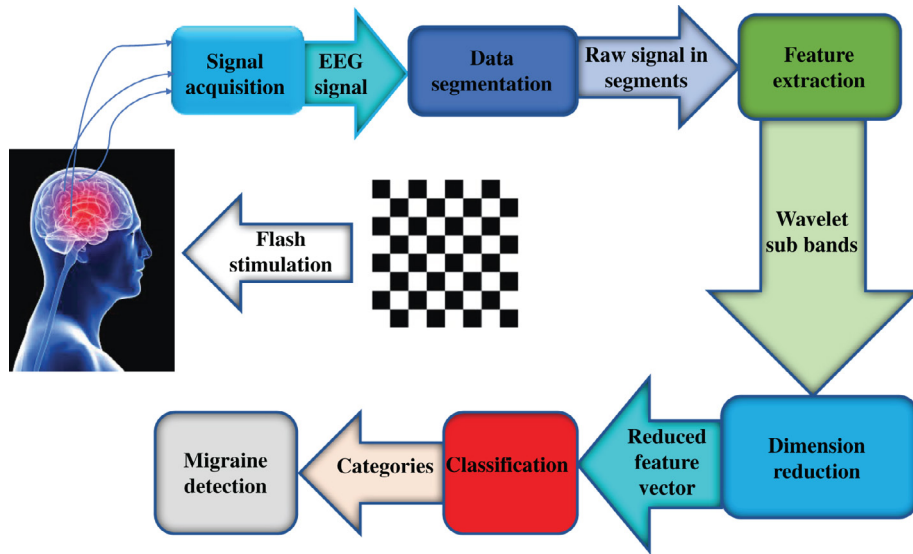 Signal
acquisition
EEG
signal
Data
segmentation
Raw signal in
segments
Feature
extraction
Flash
stimulation
Wavelet
sub bands
Dimension
reduction
Reduced
feature
vector
Classification
Categories
Migraine
detection